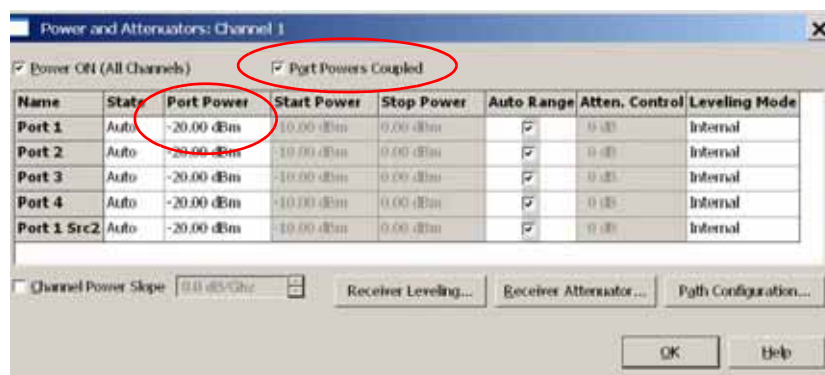 Power and Attenuators: Channel 1
Power ON (All Channels) Port Powers Coupled
Name State Port Power Start Power Stop Power Auto Range Atten. Control Leveling Mode
Port 1 Auto -20.00 dBm -10.00 dBm 0.00 dBm 0 dB Internal
Port 2 Auto -20.00 dBm -10.00 dBm 0.00 dBm 0 dB Internal
Port 3 Auto -20.00 dBm -10.00 dBm 0.00 dBm 0 dB Internal
Port 4 Auto -20.00 dBm -10.00 dBm 0.00 dBm 0 dB Internal
Port 1 Src2 Auto -20.00 dBm -10.00 dBm 0.00 dBm 0 dB Internal
Channel Power Slope 0.0 dB/Ghz Receiver Leveling... Receiver Attenuator... Path Configuration...
OK Help